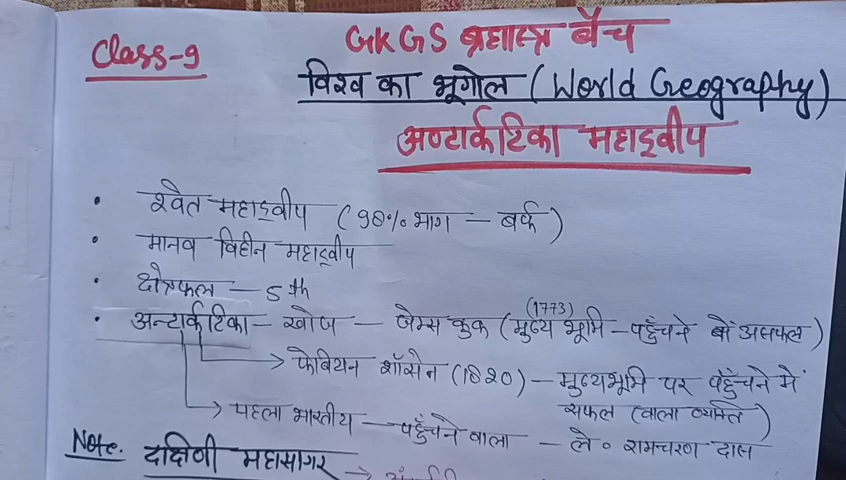 Class-9
GKGS ब्रह्मास्त्र बैच
विश्व का भूगोल (World Geography)
अण्टार्कटिका महाद्वीप
• श्वेत महाद्वीप (98% भाग – बर्फ)
• मानव विहीन महाद्वीप
• क्षेत्रफल – 5th
• अन्टार्कटिका – खोज – जेम्स कुक (1773) (मुख्य भूमि – पहुँचने में असफल)
→ फेबियन शॉसेन (1820) – मुख्यभूमि पर पहुँचने में
सफल (वाला व्यक्ति)
→ पहला भारतीय – पहुँचने वाला – ले० रामचरण दास
Note. दक्षिणी महासागर →